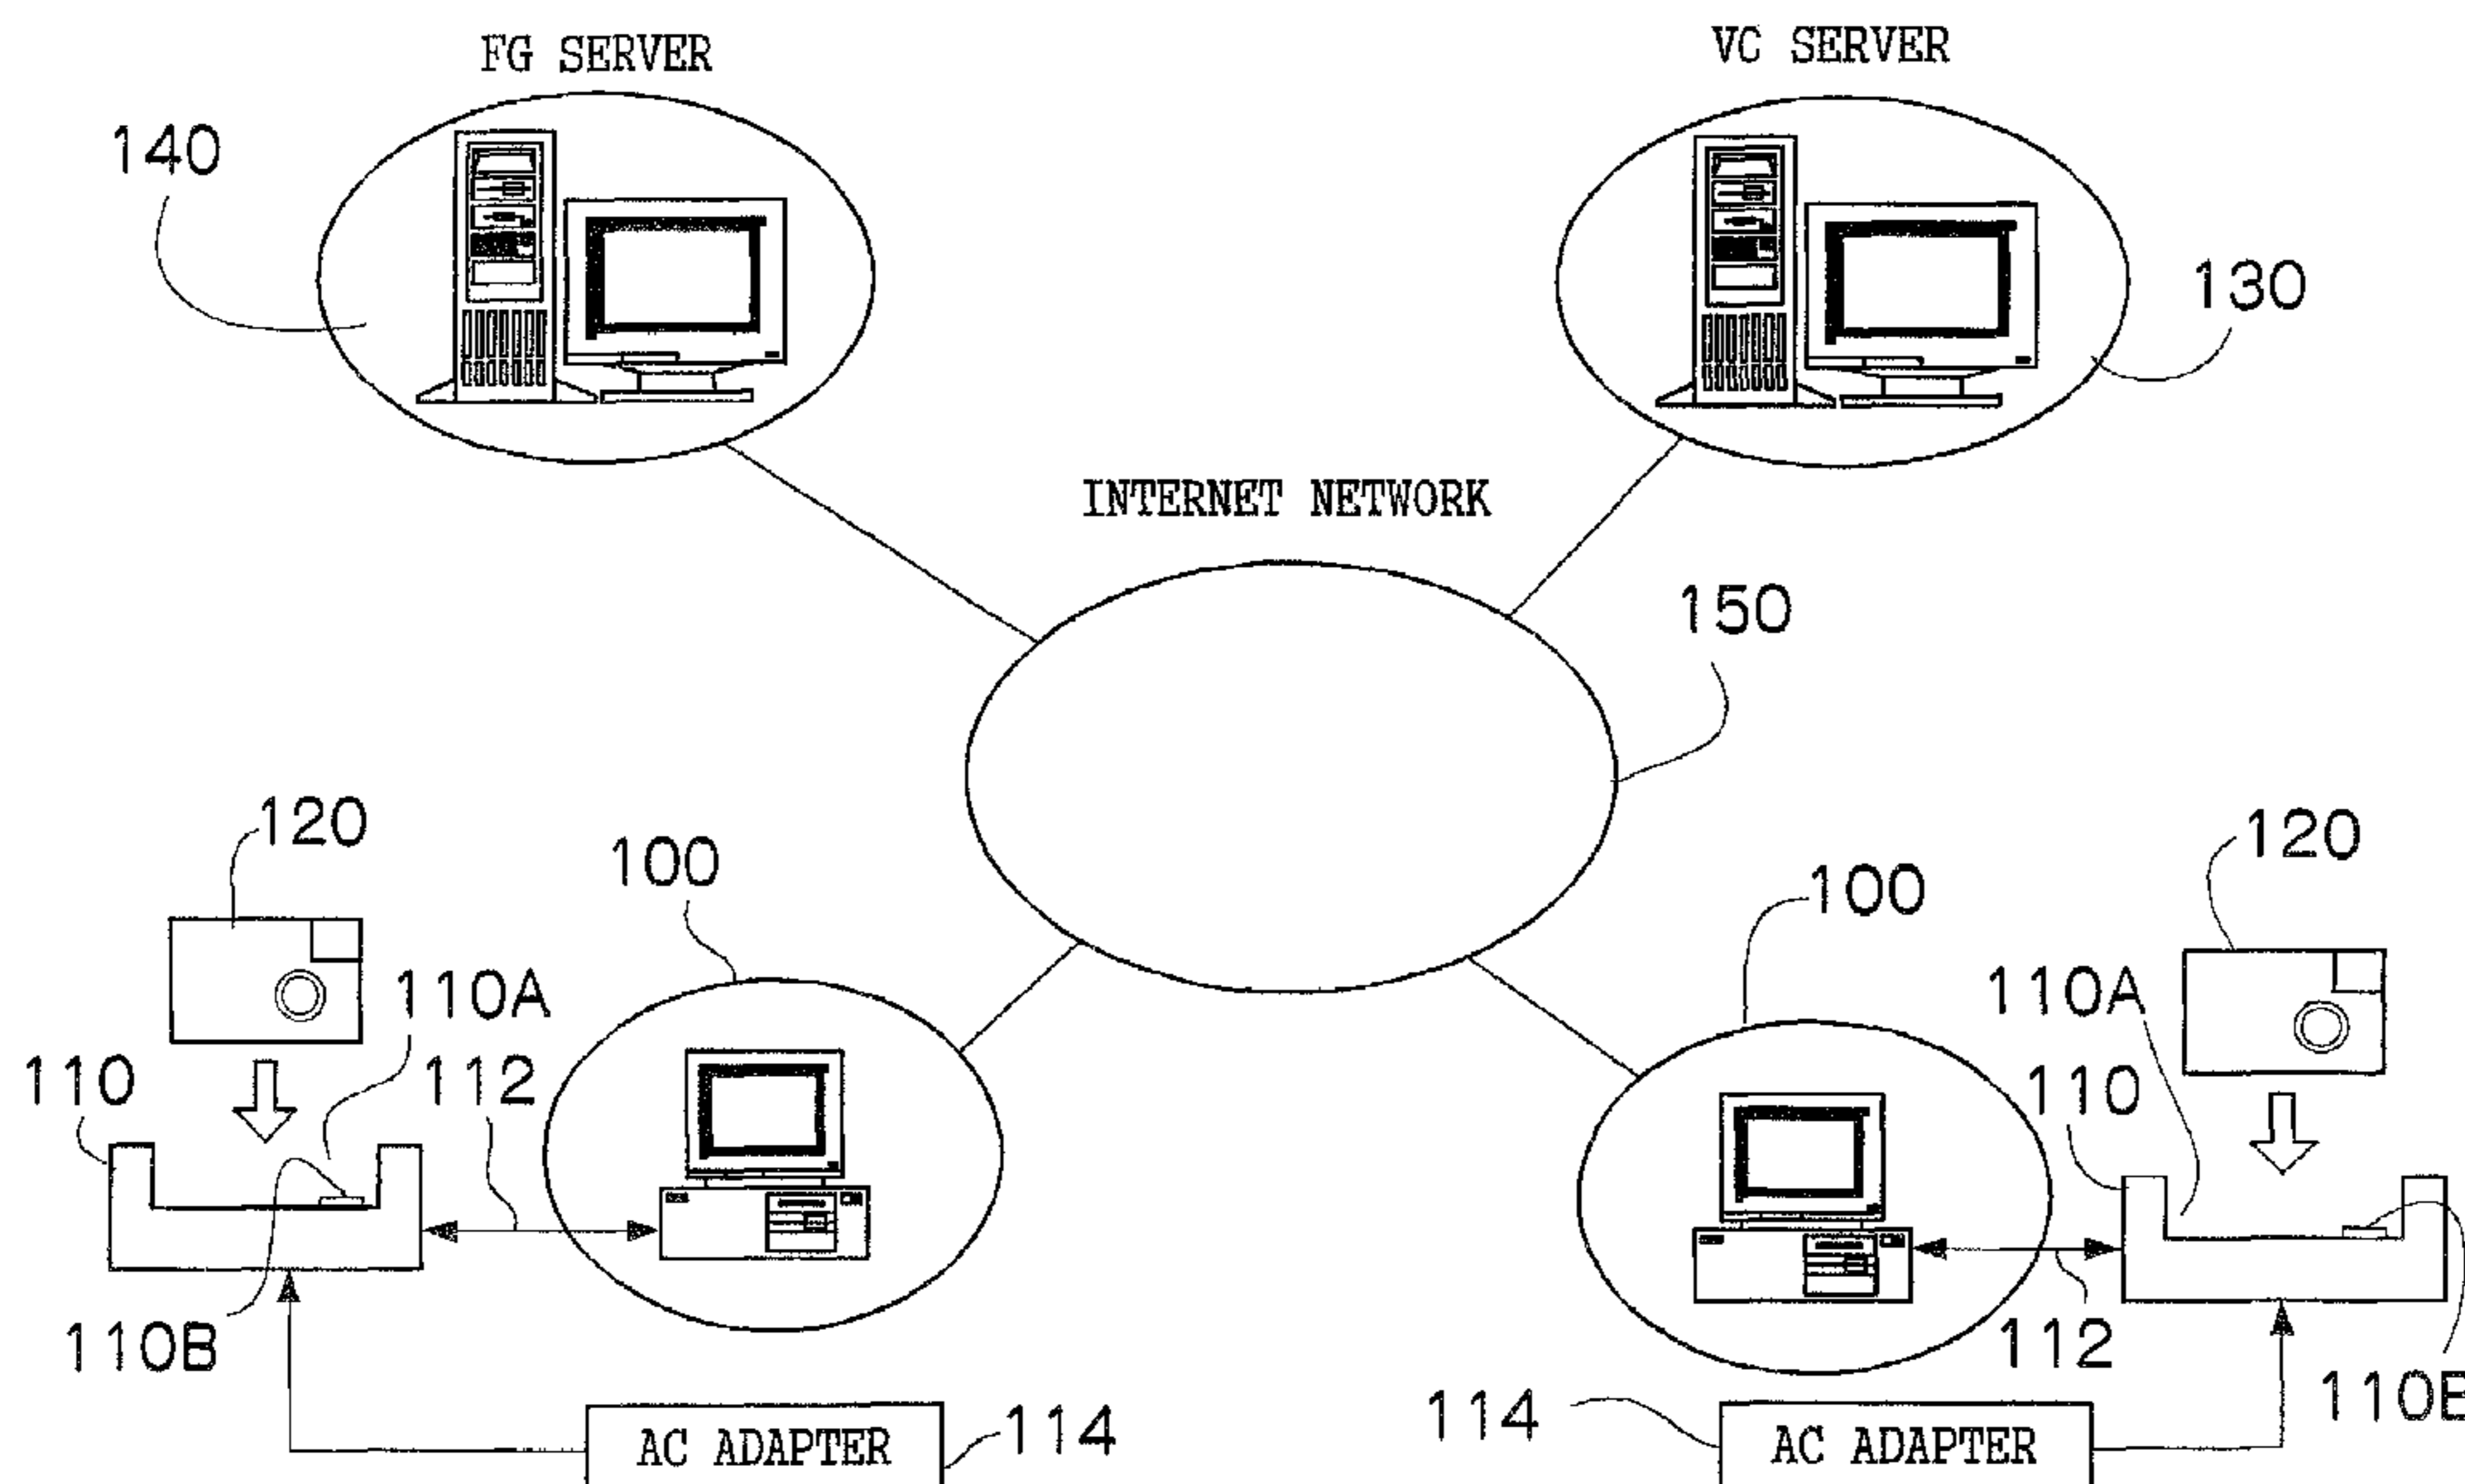 FG SERVER
VC SERVER
140
130
INTERNET NETWORK
150
120
100
120
100
110A
110A
110
112
110
110B
112
110B
114
AC ADAPTER
114
AC ADAPTER